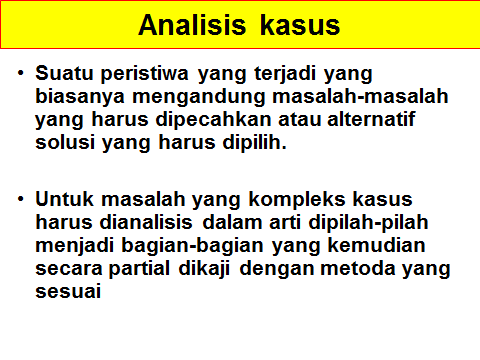 Analisis kasus
• Suatu peristiwa yang terjadi yang
biasanya mengandung masalah-masalah
yang harus dipecahkan atau alternatif
solusi yang harus dipilih.
• Untuk masalah yang kompleks kasus
harus dianalisis dalam arti dipilah-pilah
menjadi bagian-bagian yang kemudian
secara partial dikaji dengan metoda yang
sesuai